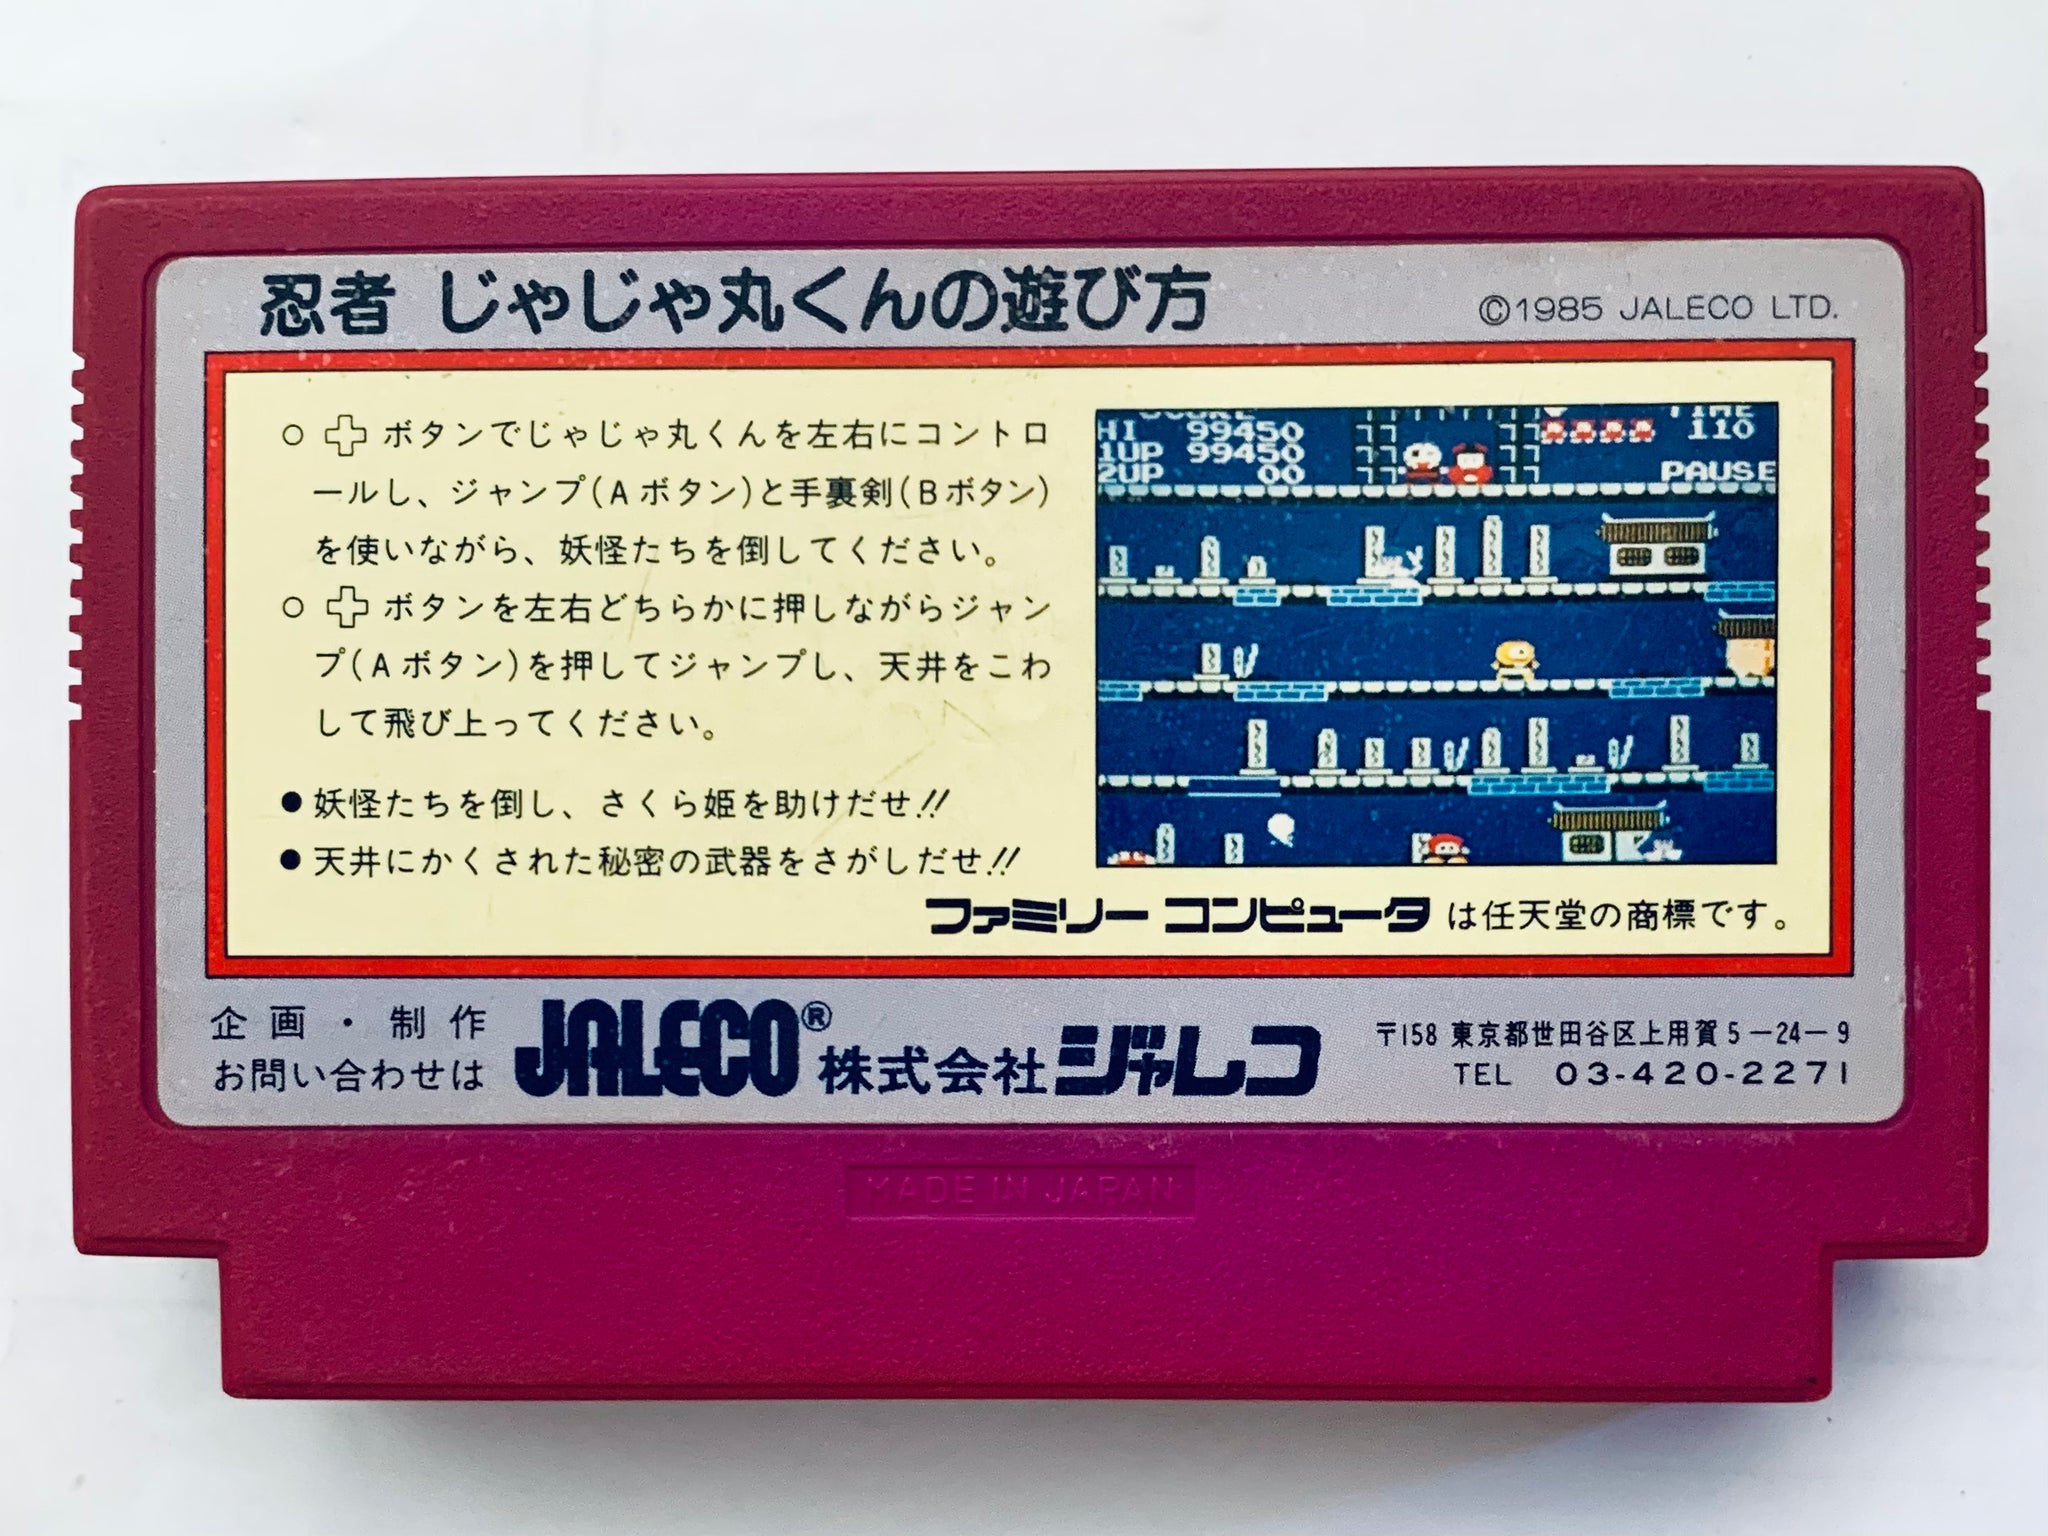 忍者 じゃじゃ丸くんの遊び方
©1985 JALECO LTD.
○ ボタンでじゃじゃ丸くんを左右にコントロ
ールし、ジャンプ(Aボタン)と手裏剣(Bボタン)
を使いながら、妖怪たちを倒してください。
○ ボタンを左右どちらかに押しながらジャン
プ(Aボタン)を押してジャンプし、天井をこわ
して飛び上ってください。
●妖怪たちを倒し、さくら姫を助けだせ!!
●天井にかくされた秘密の武器をさがしだせ!!
SCORE
HI 99450
1UP 99450
2UP 00
TIME
110
PAUSE
ファミリー コンピュータ は任天堂の商標です。
企画・制作
お問い合わせは
JALECO® 株式会社ジャレコ
〒158 東京都世田谷区上用賀5-24-9
TEL 03-420-2271
MADE IN JAPAN